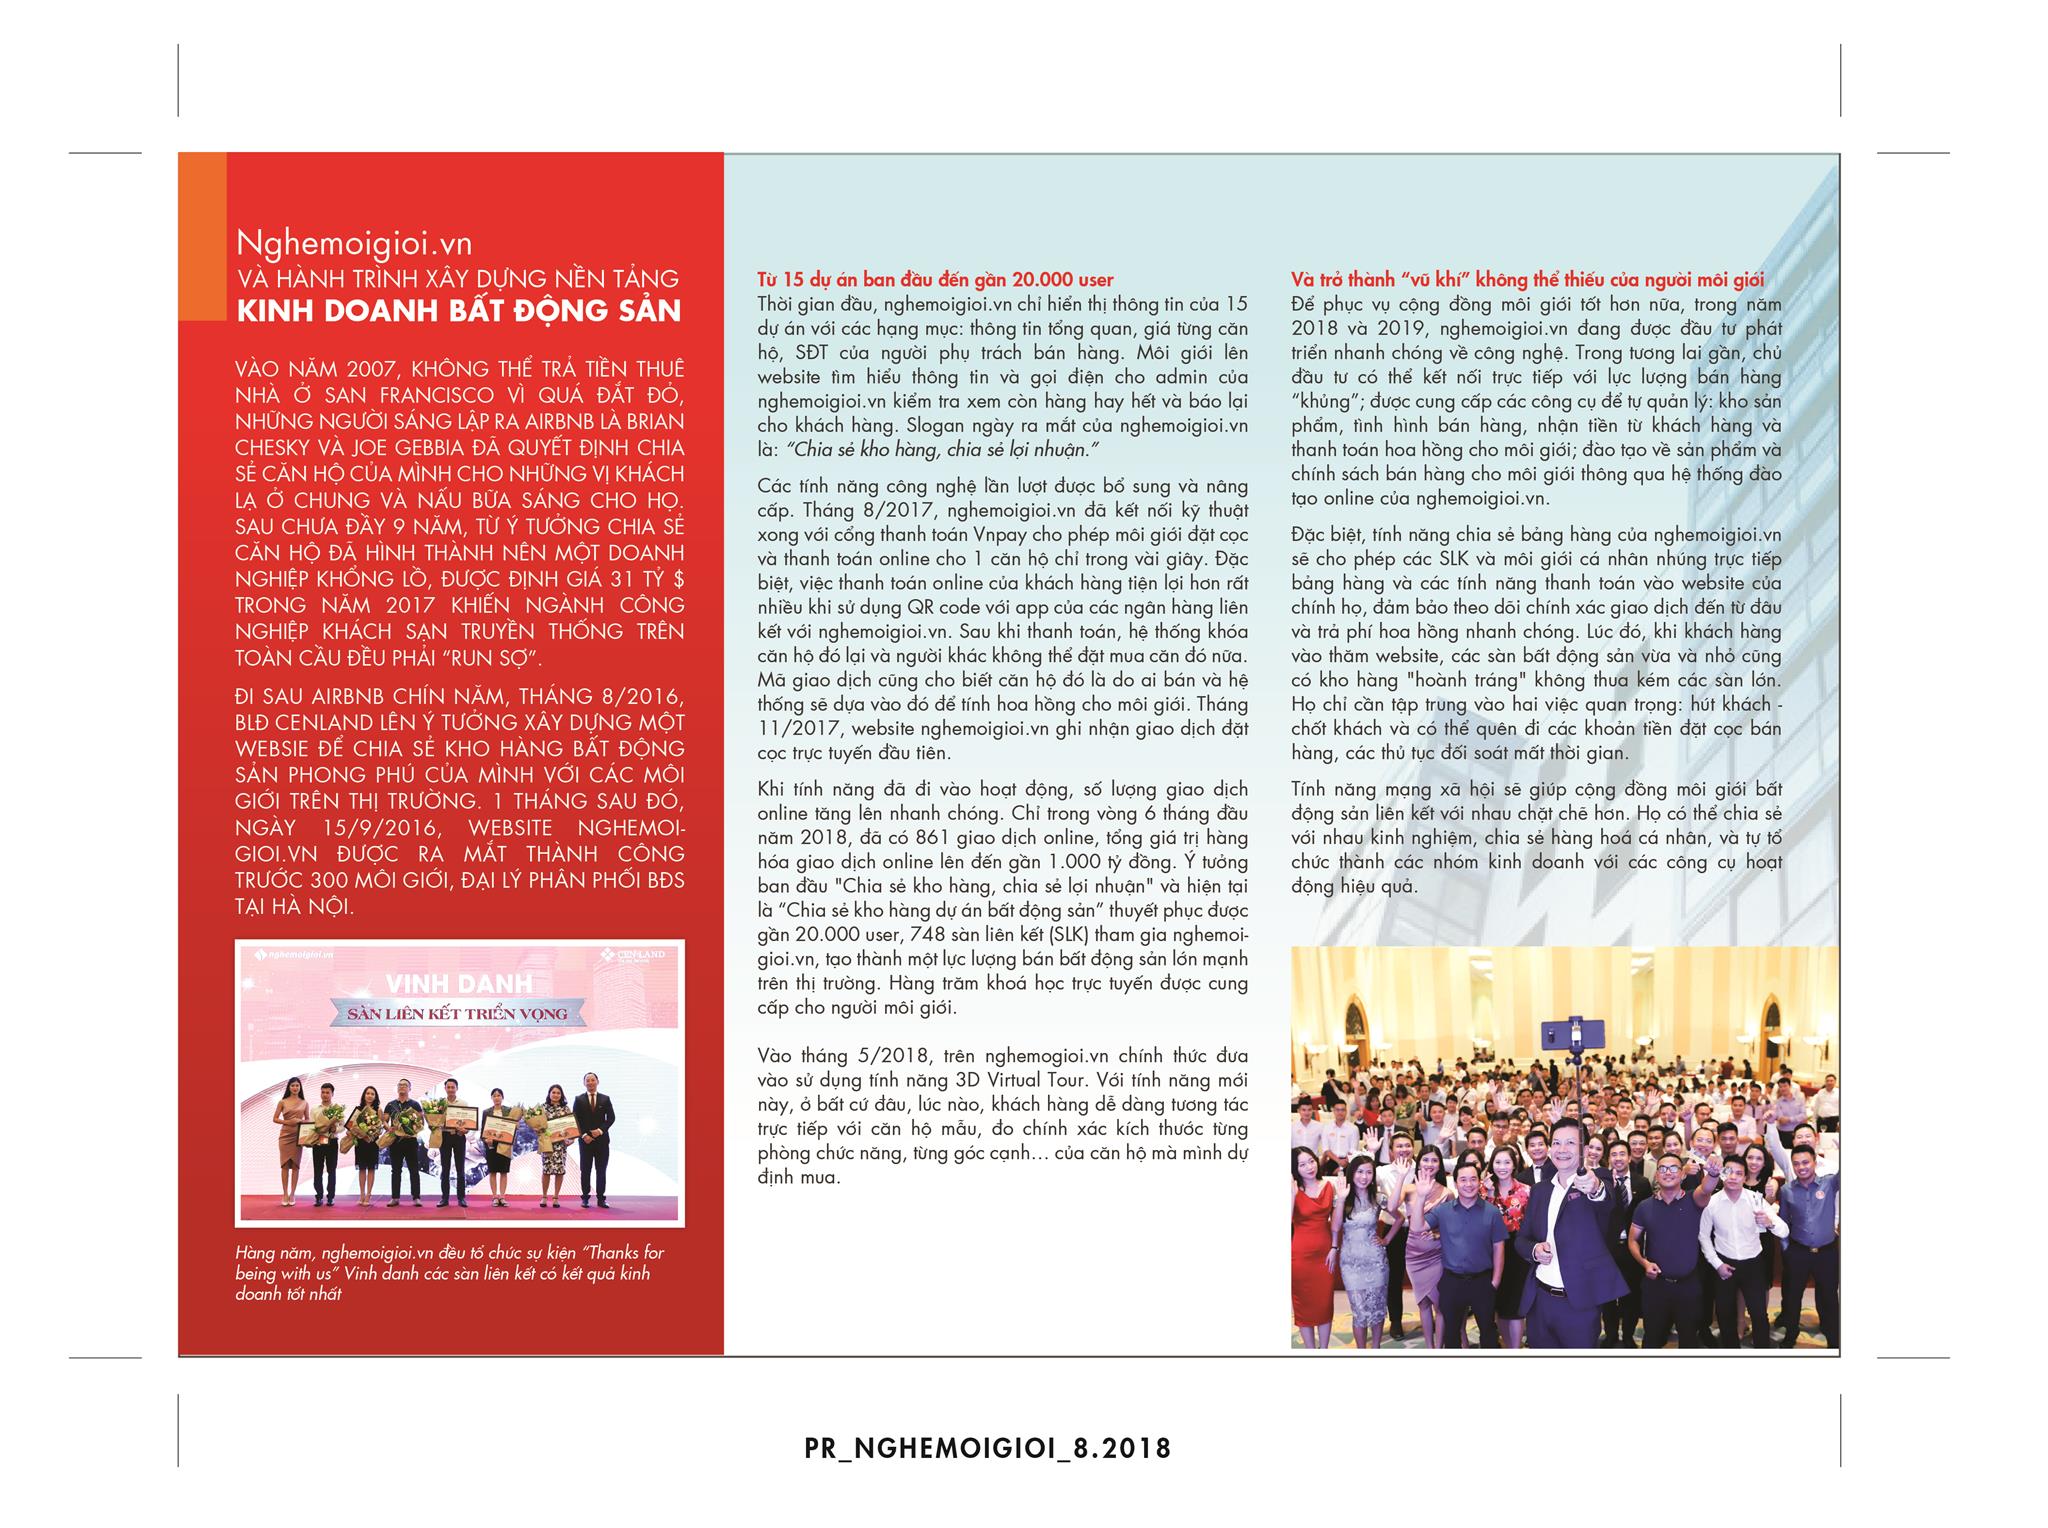 Nghemoigioi.vn
VÀ HÀNH TRÌNH XÂY DỰNG NỀN TẢNG
KINH DOANH BẤT ĐỘNG SẢN
VÀO NĂM 2007, KHÔNG THỂ TRẢ TIỀN THUÊ
NHÀ Ở SAN FRANCISCO VÌ QUÁ ĐẮT ĐỎ,
NHỮNG NGƯỜI SÁNG LẬP RA AIRBNB LÀ BRIAN
CHESKY VÀ JOE GEBBIA ĐÃ QUYẾT ĐỊNH CHIA
SẺ CĂN HỘ CỦA MÌNH CHO NHỮNG VỊ KHÁCH
LẠ Ở CHUNG VÀ NẤU BỮA SÁNG CHO HỌ.
SAU CHƯA ĐẦY 9 NĂM, TỪ Ý TƯỞNG CHIA SẺ
CĂN HỘ ĐÃ HÌNH THÀNH NÊN MỘT DOANH
NGHIỆP KHỔNG LỒ, ĐƯỢC ĐỊNH GIÁ 31 TỶ $
TRONG NĂM 2017 KHIẾN NGÀNH CÔNG
NGHIỆP KHÁCH SẠN TRUYỀN THỐNG TRÊN
TOÀN CẦU ĐỀU PHẢI “RUN SỢ”.
ĐI SAU AIRBNB CHÍN NĂM, THÁNG 8/2016,
BLĐ CENLAND LÊN Ý TƯỞNG XÂY DỰNG MỘT
WEBSIE ĐỂ CHIA SẺ KHO HÀNG BẤT ĐỘNG
SẢN PHONG PHÚ CỦA MÌNH VỚI CÁC MÔI
GIỚI TRÊN THỊ TRƯỜNG. 1 THÁNG SAU ĐÓ,
NGÀY 15/9/2016, WEBSITE NGHEMOI-
GIOI.VN ĐƯỢC RA MẮT THÀNH CÔNG
TRƯỚC 300 MÔI GIỚI, ĐẠI LÝ PHÂN PHỐI BĐS
TẠI HÀ NỘI.
nghemoigioi.vn
CENLAND
VINH DANH
SÀN LIÊN KẾT TRIỂN VỌNG
Hàng năm, nghemoigioi.vn đều tổ chức sự kiện “Thanks for
being with us” Vinh danh các sàn liên kết có kết quả kinh
doanh tốt nhất
Từ 15 dự án ban đầu đến gần 20.000 user
Thời gian đầu, nghemoigioi.vn chỉ hiển thị thông tin của 15
dự án với các hạng mục: thông tin tổng quan, giá từng căn
hộ, SĐT của người phụ trách bán hàng. Môi giới lên
website tìm hiểu thông tin và gọi điện cho admin của
nghemoigioi.vn kiểm tra xem còn hàng hay hết và báo lại
cho khách hàng. Slogan ngày ra mắt của nghemoigioi.vn
là: “Chia sẻ kho hàng, chia sẻ lợi nhuận.”
Các tính năng công nghệ lần lượt được bổ sung và nâng
cấp. Tháng 8/2017, nghemoigioi.vn đã kết nối kỹ thuật
xong với cổng thanh toán Vnpay cho phép môi giới đặt cọc
và thanh toán online cho 1 căn hộ chỉ trong vài giây. Đặc
biệt, việc thanh toán online của khách hàng tiện lợi hơn rất
nhiều khi sử dụng QR code với app của các ngân hàng liên
kết với nghemoigioi.vn. Sau khi thanh toán, hệ thống khóa
căn hộ đó lại và người khác không thể đặt mua căn đó nữa.
Mã giao dịch cũng cho biết căn hộ đó là do ai bán và hệ
thống sẽ dựa vào đó để tính hoa hồng cho môi giới. Tháng
11/2017, website nghemoigioi.vn ghi nhận giao dịch đặt
cọc trực tuyến đầu tiên.
Khi tính năng đã đi vào hoạt động, số lượng giao dịch
online tăng lên nhanh chóng. Chỉ trong vòng 6 tháng đầu
năm 2018, đã có 861 giao dịch online, tổng giá trị hàng
hóa giao dịch online lên đến gần 1.000 tỷ đồng. Ý tưởng
ban đầu "Chia sẻ kho hàng, chia sẻ lợi nhuận" và hiện tại
là “Chia sẻ kho hàng dự án bất động sản” thuyết phục được
gần 20.000 user, 748 sàn liên kết (SLK) tham gia nghemoi-
gioi.vn, tạo thành một lực lượng bán bất động sản lớn mạnh
trên thị trường. Hàng trăm khoá học trực tuyến được cung
cấp cho người môi giới.
Vào tháng 5/2018, trên nghemogioi.vn chính thức đưa
vào sử dụng tính năng 3D Virtual Tour. Với tính năng mới
này, ở bất cứ đâu, lúc nào, khách hàng dễ dàng tương tác
trực tiếp với căn hộ mẫu, đo chính xác kích thước từng
phòng chức năng, từng góc cạnh... của căn hộ mà mình dự
định mua.
Và trở thành “vũ khí” không thể thiếu của người môi giới
Để phục vụ cộng đồng môi giới tốt hơn nữa, trong năm
2018 và 2019, nghemoigioi.vn đang được đầu tư phát
triển nhanh chóng về công nghệ. Trong tương lai gần, chủ
đầu tư có thể kết nối trực tiếp với lực lượng bán hàng
“khủng”; được cung cấp các công cụ để tự quản lý: kho sản
phẩm, tình hình bán hàng, nhận tiền từ khách hàng và
thanh toán hoa hồng cho môi giới; đào tạo về sản phẩm và
chính sách bán hàng cho môi giới thông qua hệ thống đào
tạo online của nghemoigioi.vn.
Đặc biệt, tính năng chia sẻ bảng hàng của nghemoigioi.vn
sẽ cho phép các SLK và môi giới cá nhân nhúng trực tiếp
bảng hàng và các tính năng thanh toán vào website của
chính họ, đảm bảo theo dõi chính xác giao dịch đến từ đâu
và trả phí hoa hồng nhanh chóng. Lúc đó, khi khách hàng
vào thăm website, các sàn bất động sản vừa và nhỏ cũng
có kho hàng "hoành tráng" không thua kém các sàn lớn.
Họ chỉ cần tập trung vào hai việc quan trọng: hút khách -
chốt khách và có thể quên đi các khoản tiền đặt cọc bán
hàng, các thủ tục đối soát mất thời gian.
Tính năng mạng xã hội sẽ giúp cộng đồng môi giới bất
động sản liên kết với nhau chặt chẽ hơn. Họ có thể chia sẻ
với nhau kinh nghiệm, chia sẻ hàng hoá cá nhân, và tự tổ
chức thành các nhóm kinh doanh với các công cụ hoạt
động hiệu quả.
PR_NGHEMOIGIOI_8.2018